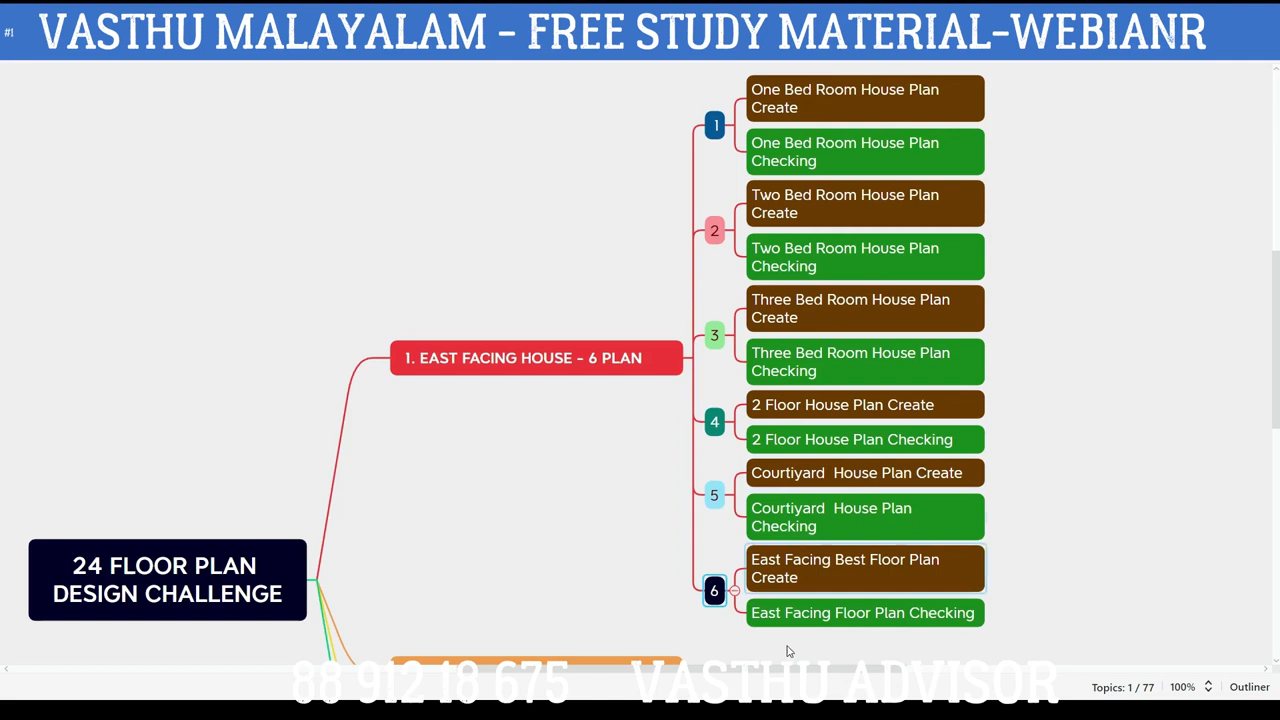 #1
VASTHU MALAYALAM - FREE STUDY MATERIAL-WEBIANR
One Bed Room House Plan
Create
1
One Bed Room House Plan
Checking
Two Bed Room House Plan
Create
2
Two Bed Room House Plan
Checking
Three Bed Room House Plan
Create
3
Three Bed Room House Plan
Checking
1. EAST FACING HOUSE - 6 PLAN
2 Floor House Plan Create
4
2 Floor House Plan Checking
Courtiyard House Plan Create
5
Courtiyard House Plan
Checking
24 FLOOR PLAN
DESIGN CHALLENGE
East Facing Best Floor Plan
Create
6
East Facing Floor Plan Checking
88 912 18 675 VASTHU ADVISOR
Topics: 1 / 77 100% Outliner